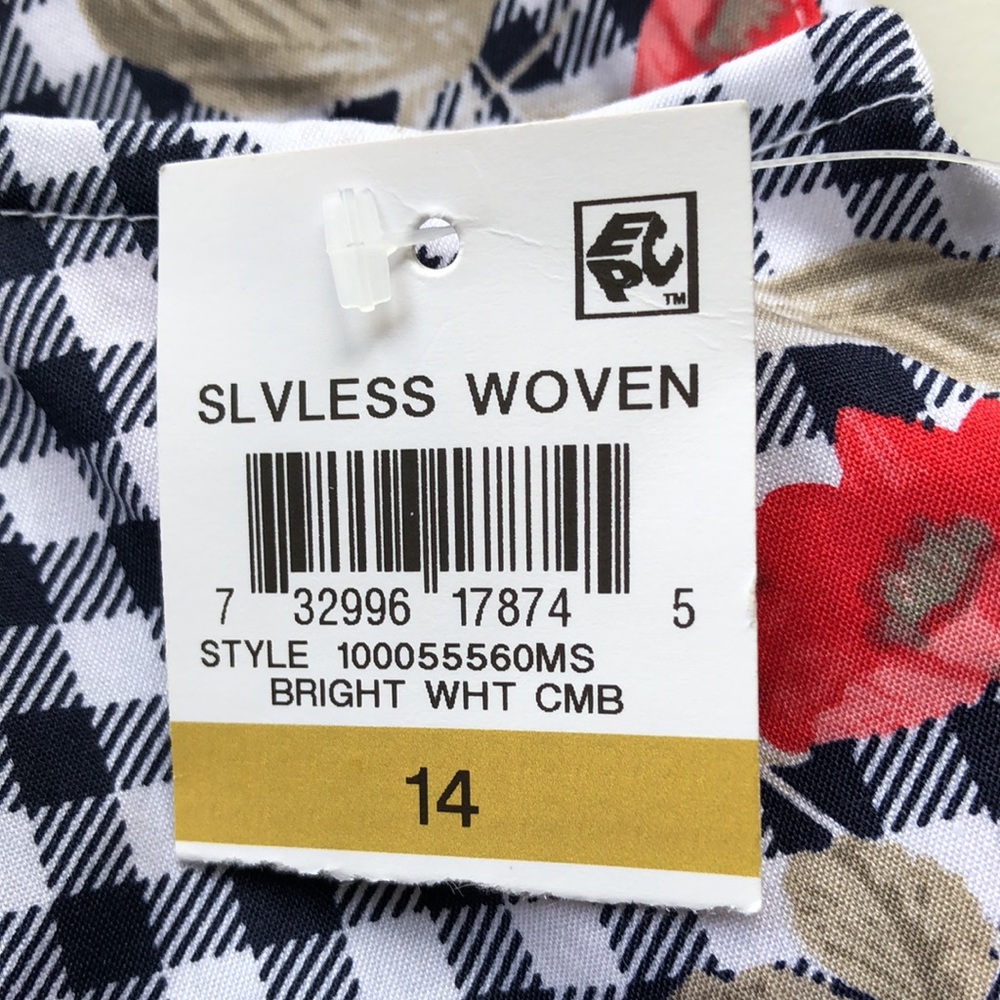 EPC
TM
SLVLESS WOVEN
7 32996 17874 5
STYLE 100055560MS
BRIGHT WHT CMB
14